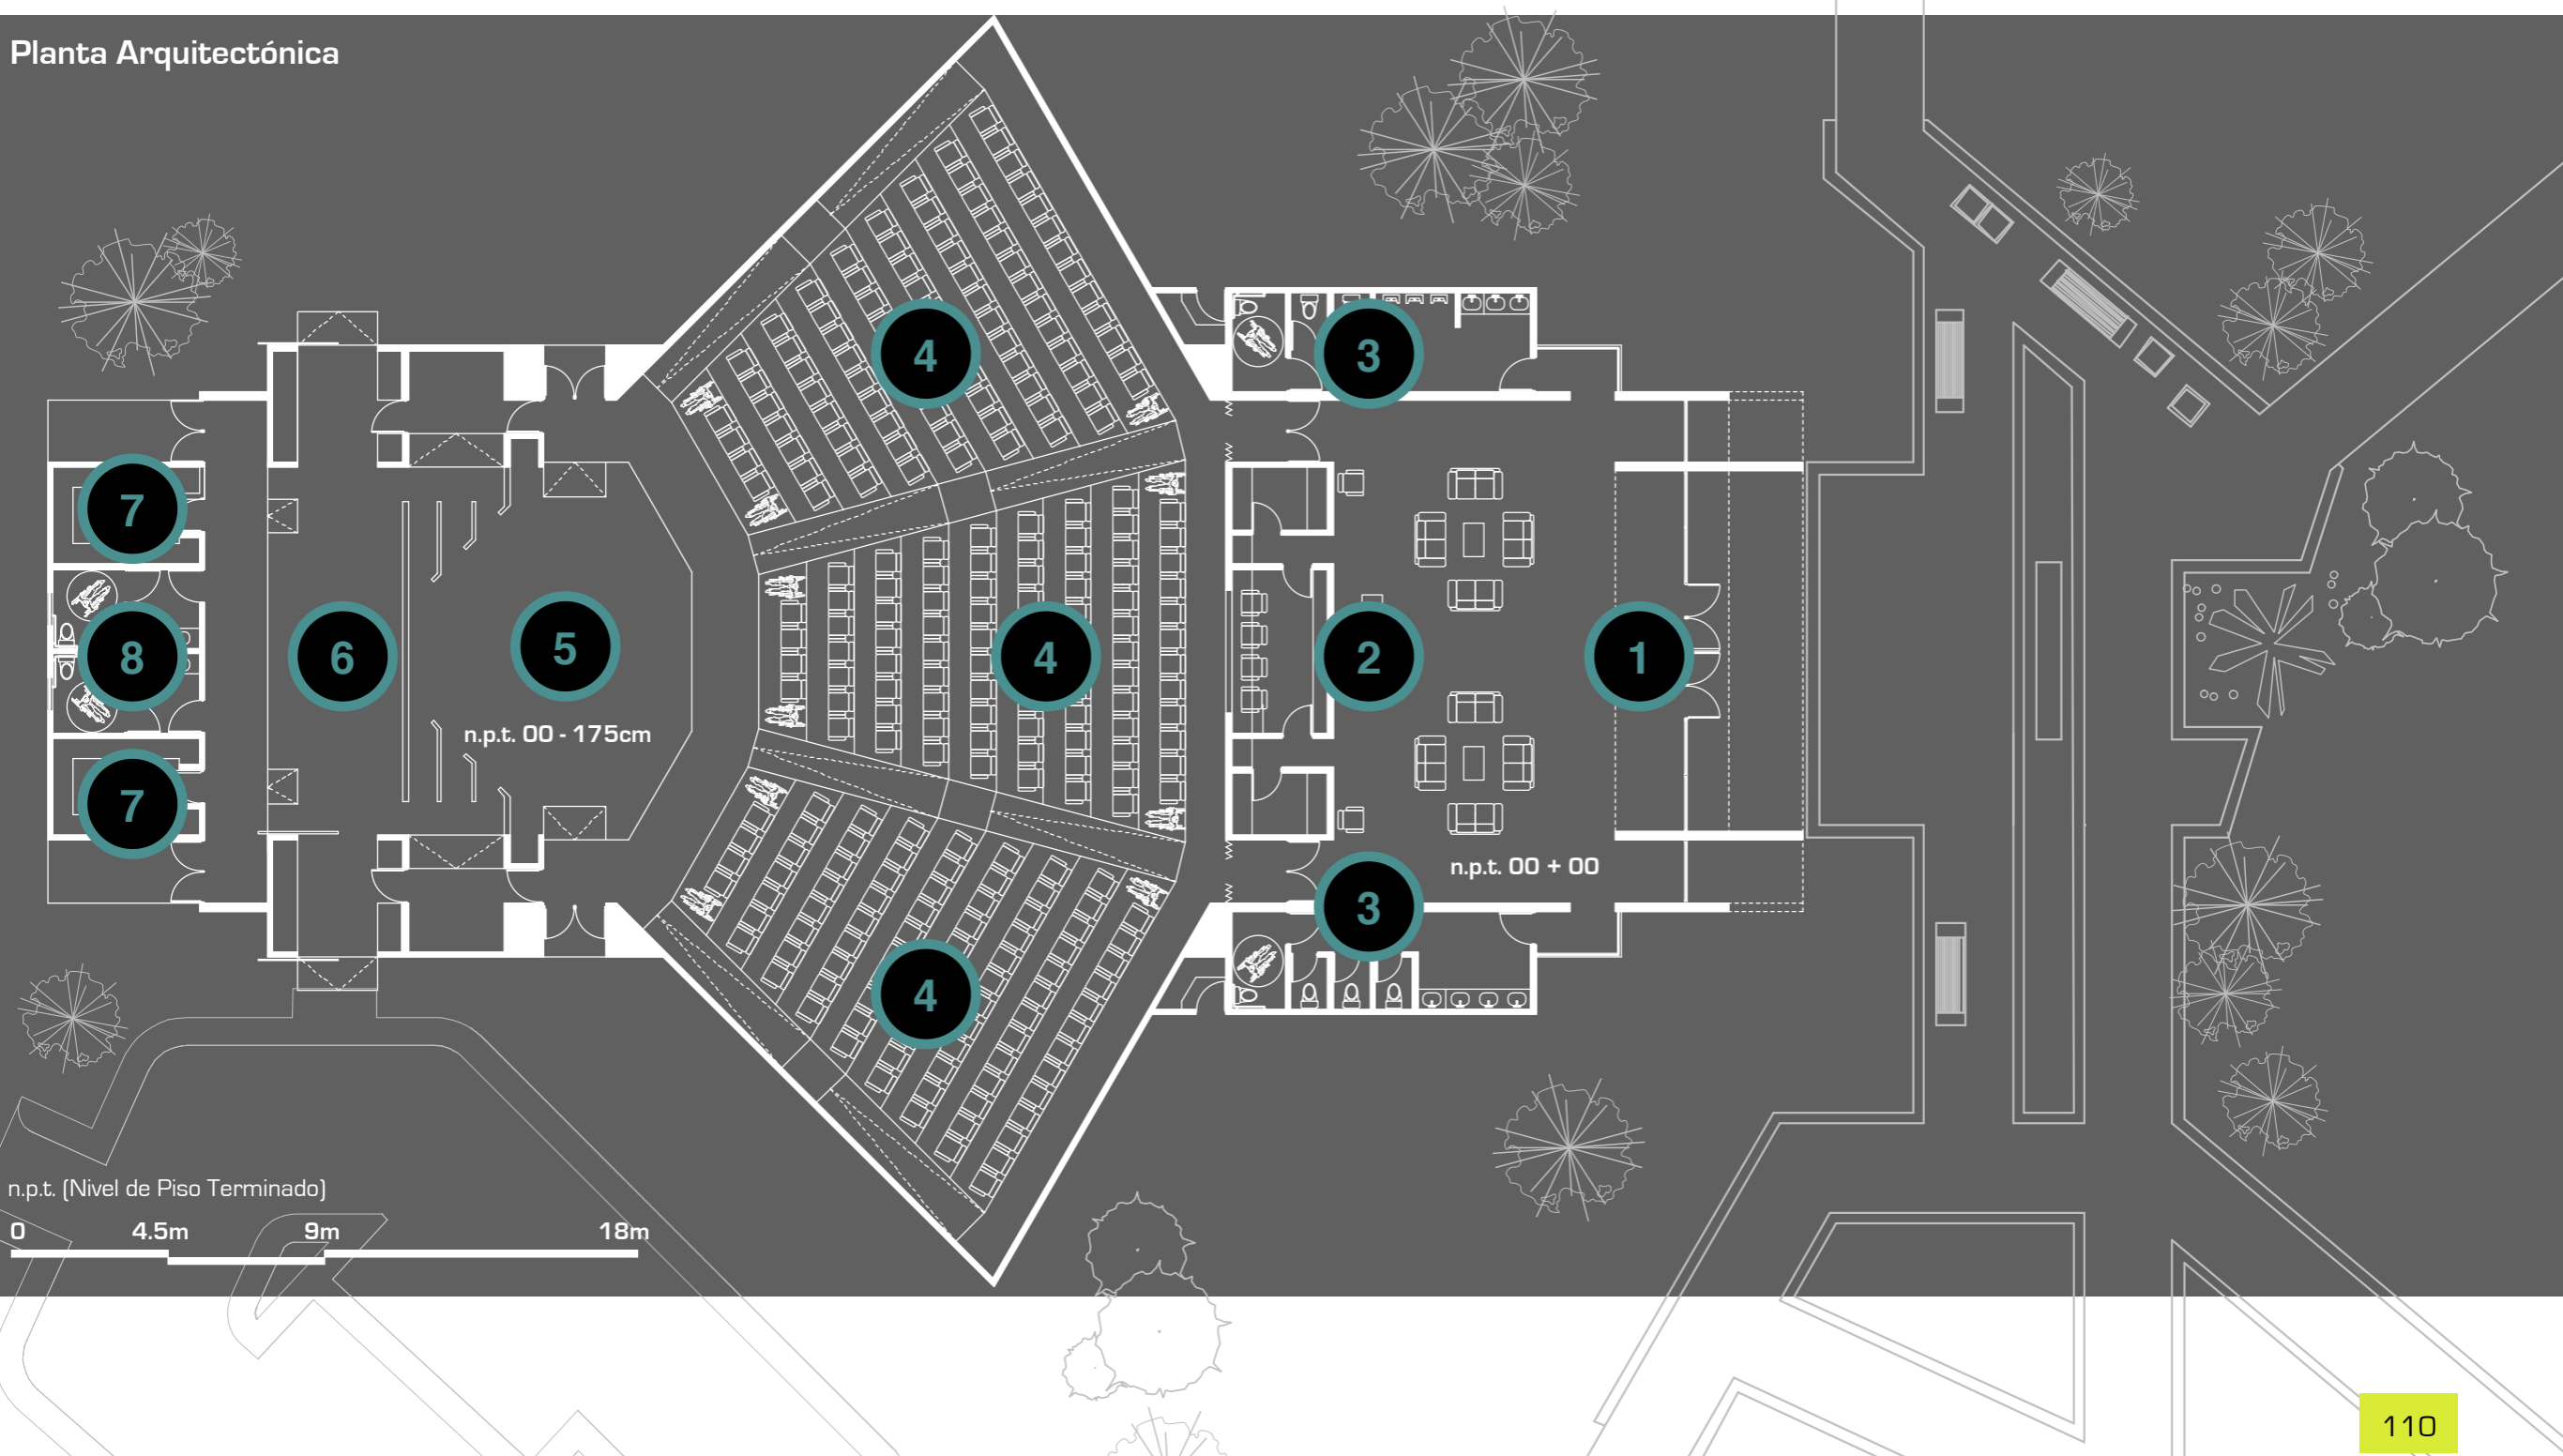 Planta Arquitectónica
4
3
4
7
8
6
5
4
2
1
n.p.t. 00 - 175cm
7
n.p.t. 00 + 00
3
4
n.p.t. (Nivel de Piso Terminado)
0 4.5m 9m 18m
110